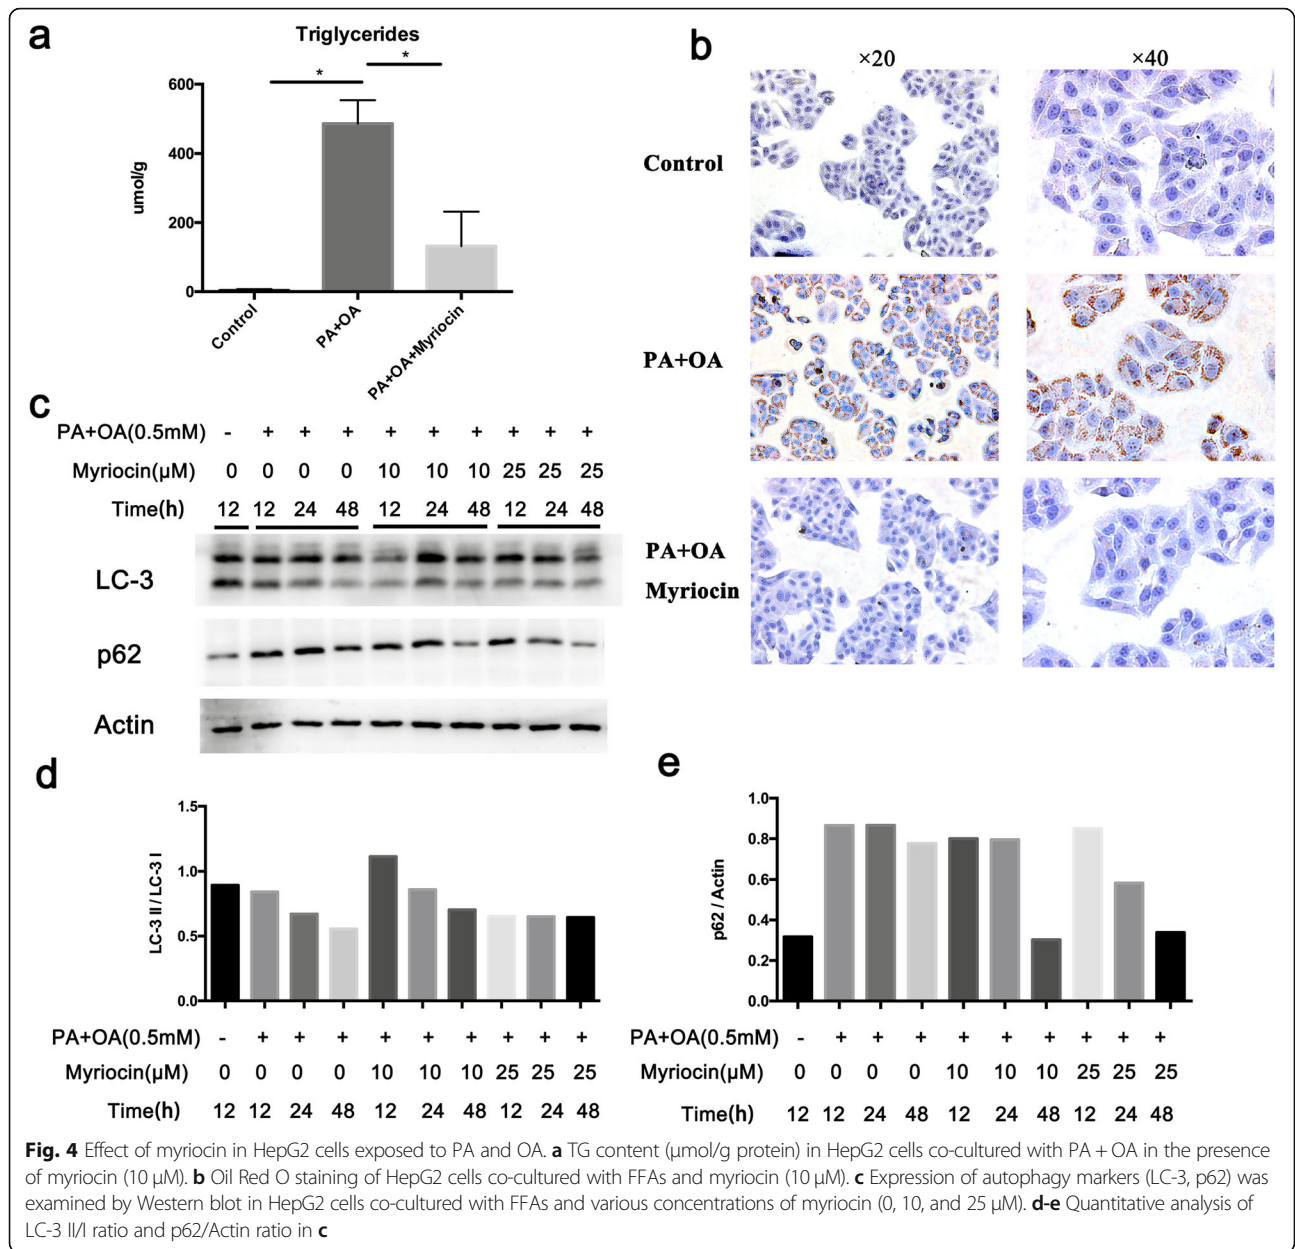 a
Triglycerides
*
*
600
400
200
0
umol/g
Control
PA+OA
PA+OA+Myriocin
b
×20
×40
Control
PA+OA
PA+OA
Myriocin
c
PA+OA(0.5mM) - + + + + + + + + +
Myriocin(μM) 0 0 0 0 10 10 10 25 25 25
Time(h) 12 12 24 48 12 24 48 12 24 48
LC-3
p62
Actin
d
1.5
1.0
0.5
0.0
LC-3 II / LC-3 I
PA+OA(0.5mM) - + + + + + + + + +
Myriocin(μM) 0 0 0 0 10 10 10 25 25 25
Time(h) 12 12 24 48 12 24 48 12 24 48
e
1.0
0.8
0.6
0.4
0.2
0.0
p62 / Actin
PA+OA(0.5mM) - + + + + + + + + +
Myriocin(μM) 0 0 0 0 10 10 10 25 25 25
Time(h) 12 12 24 48 12 24 48 12 24 48
Fig. 4 Effect of myriocin in HepG2 cells exposed to PA and OA. a TG content (μmol/g protein) in HepG2 cells co-cultured with PA + OA in the presence
of myriocin (10 μM). b Oil Red O staining of HepG2 cells co-cultured with FFAs and myriocin (10 μM). c Expression of autophagy markers (LC-3, p62) was
examined by Western blot in HepG2 cells co-cultured with FFAs and various concentrations of myriocin (0, 10, and 25 μM). d-e Quantitative analysis of
LC-3 II/I ratio and p62/Actin ratio in c